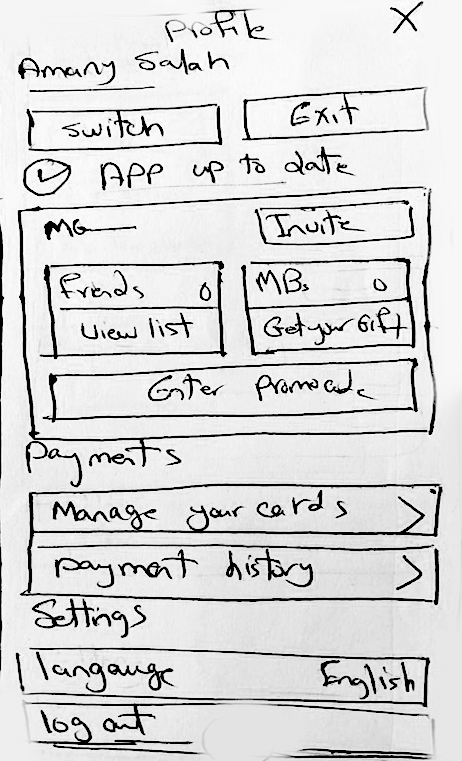 Profile X
Amany Salah
Switch Exit
APP up to date
MG Invite
Friends 0 MBs 0
View list Get your Gift
Enter Promocode
Payments
Manage your cards >
payment history >
Settings
langauge English
log out